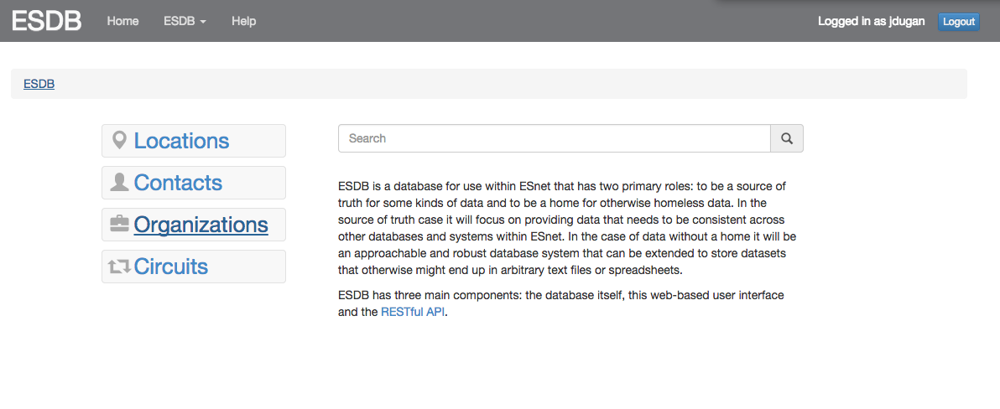 ESDB Home ESDB Help Logged in as jdugan Logout
ESDB
Locations
Contacts
Organizations
Circuits
Search
ESDB is a database for use within ESnet that has two primary roles: to be a source of
truth for some kinds of data and to be a home for otherwise homeless data. In the
source of truth case it will focus on providing data that needs to be consistent across
other databases and systems within ESnet. In the case of data without a home it will be
an approachable and robust database system that can be extended to store datasets
that otherwise might end up in arbitrary text files or spreadsheets.
ESDB has three main components: the database itself, this web-based user interface
and the RESTful API.